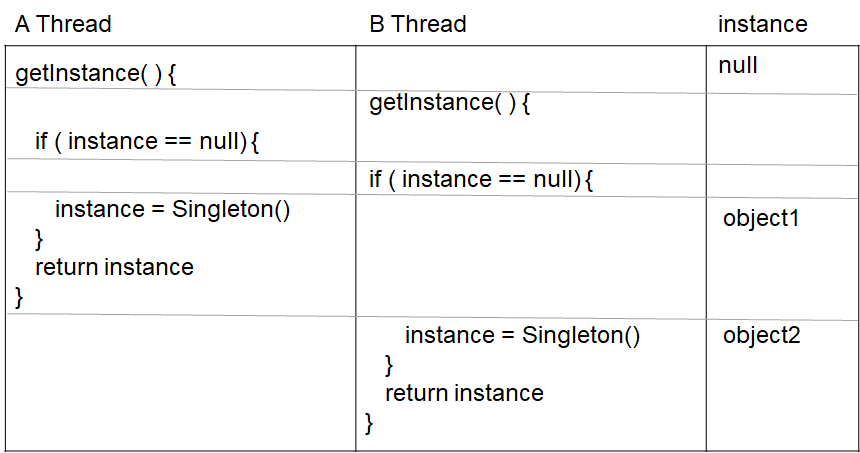 A Thread B Thread instance
getInstance( ) { null
getInstance( ) {
if ( instance == null) {
if ( instance == null) {
instance = Singleton() object1
}
return instance
}
instance = Singleton() object2
}
return instance
}